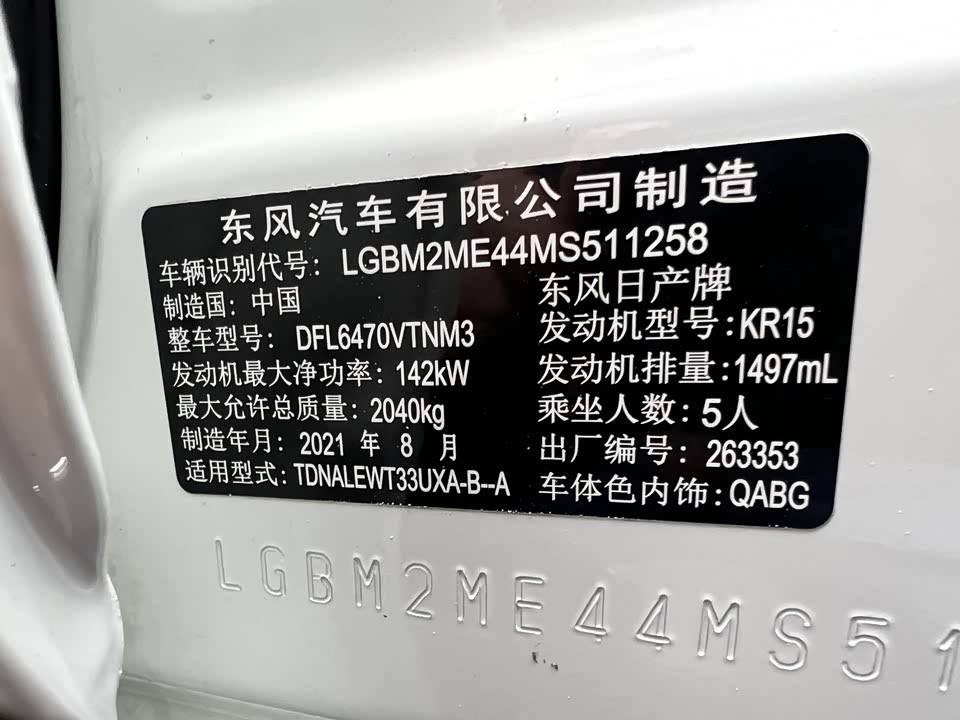 东风汽车有限公司制造
车辆识别代号：LGBM2ME44MS511258
制造国：中国 东风日产牌
整车型号：DFL6470VTNM3 发动机型号：KR15
发动机最大净功率：142kW 发动机排量：1497mL
最大允许总质量：2040kg 乘坐人数：5人
制造年月：2021 年 8 月 出厂编号：263353
适用型式：TDNALEWT33UXA-B--A 车体色内饰：QABG
LGBM2ME44MS51